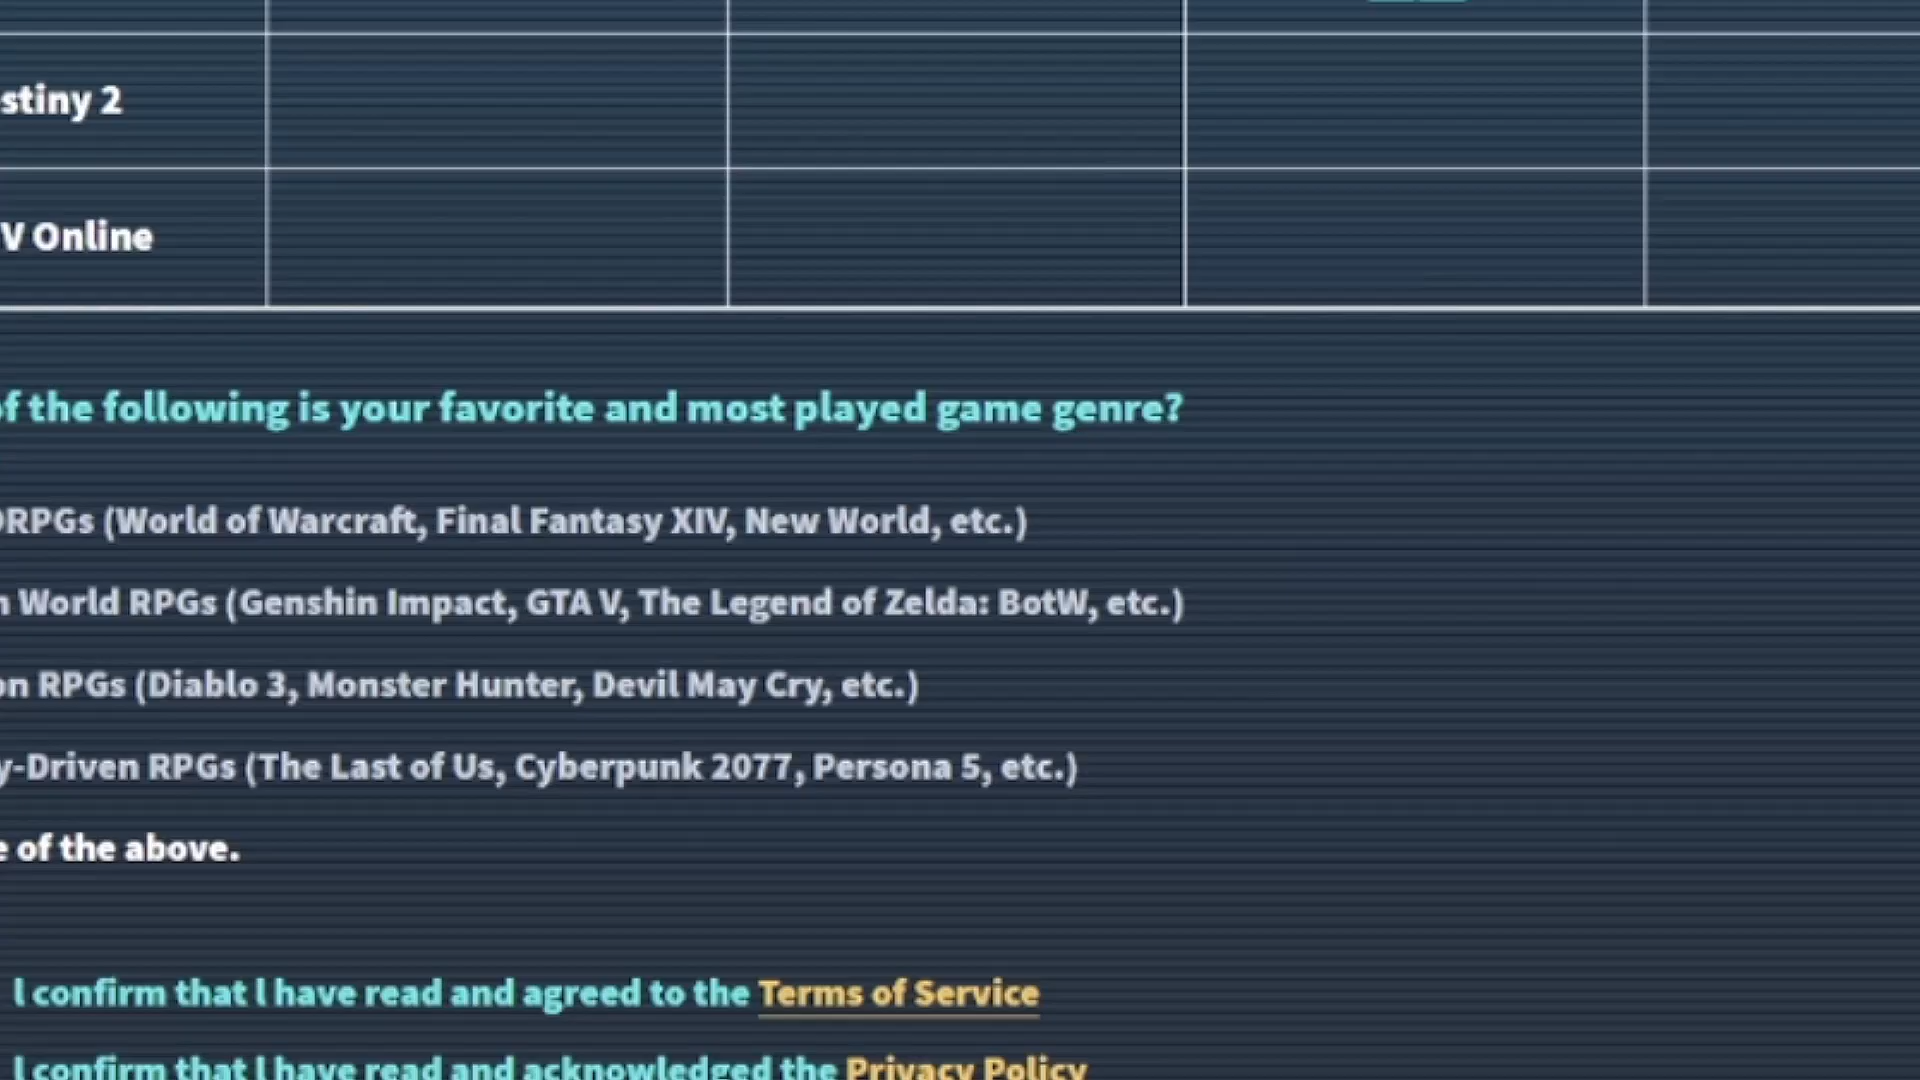 stiny 2
V Online
of the following is your favorite and most played game genre?
ORPGs (World of Warcraft, Final Fantasy XIV, New World, etc.)
n World RPGs (Genshin Impact, GTA V, The Legend of Zelda: BotW, etc.)
on RPGs (Diablo 3, Monster Hunter, Devil May Cry, etc.)
y-Driven RPGs (The Last of Us, Cyberpunk 2077, Persona 5, etc.)
e of the above.
l confirm that l have read and agreed to the Terms of Service
l confirm that l have read and acknowledged the Privacy Policy